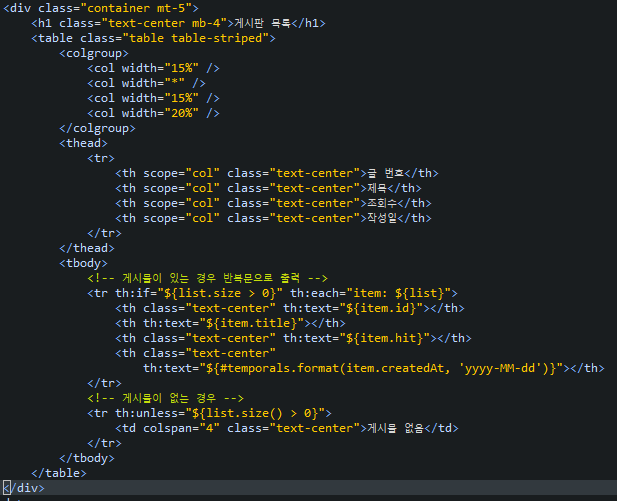 <div class="container mt-5">
<h1 class="text-center mb-4">게시판 목록</h1>
<table class="table table-striped">
<colgroup>
<col width="15%" />
<col width="*" />
<col width="15%" />
<col width="20%" />
</colgroup>
<thead>
<tr>
<th scope="col" class="text-center">글 번호</th>
<th scope="col" class="text-center">제목</th>
<th scope="col" class="text-center">조회수</th>
<th scope="col" class="text-center">작성일</th>
</tr>
</thead>
<tbody>
<!-- 게시물이 있는 경우 반복문으로 출력 -->
<tr th:if="${list.size > 0}" th:each="item: ${list}">
<th class="text-center" th:text="${item.id}"></th>
<th th:text="${item.title}"></th>
<th class="text-center" th:text="${item.hit}"></th>
<th class="text-center"
th:text="${#temporals.format(item.createdAt, 'yyyy-MM-dd')}"></th>
</tr>
<!-- 게시물이 없는 경우 -->
<tr th:unless="${list.size() > 0}">
<td colspan="4" class="text-center">게시물 없음</td>
</tr>
</tbody>
</table>
</div>